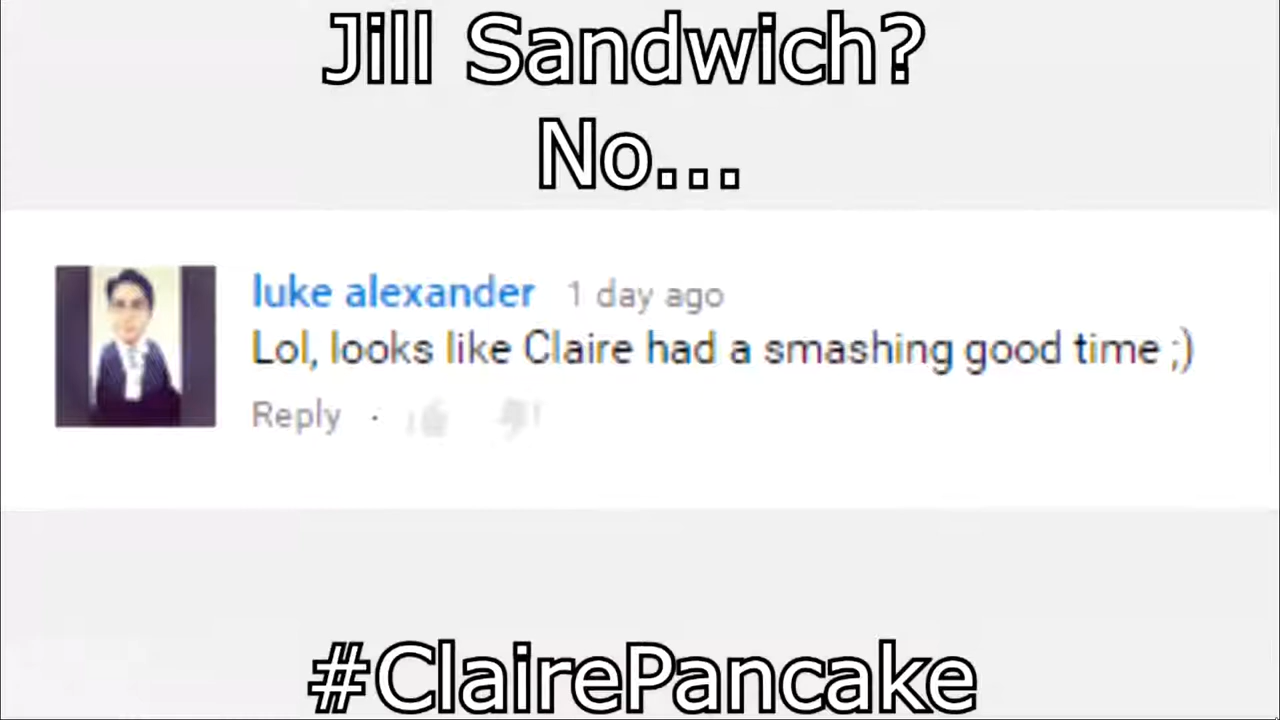 Jill Sandwich?
No...
luke alexander 1 day ago
Lol, looks like Claire had a smashing good time ;)
Reply ·
#ClairePancake